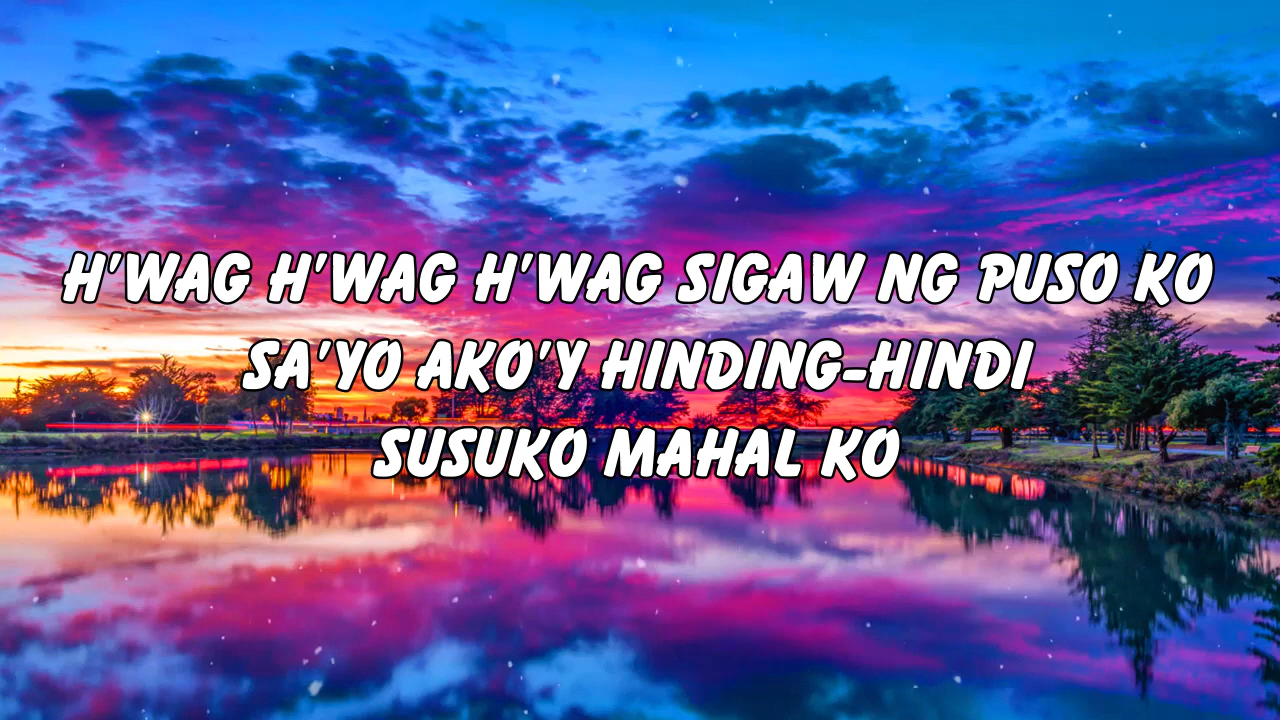 H'WAG H'WAG H'WAG SIGAW NG PUSO KO
SA'YO AKO'Y HINDING-HINDI
SUSUKO MAHAL KO